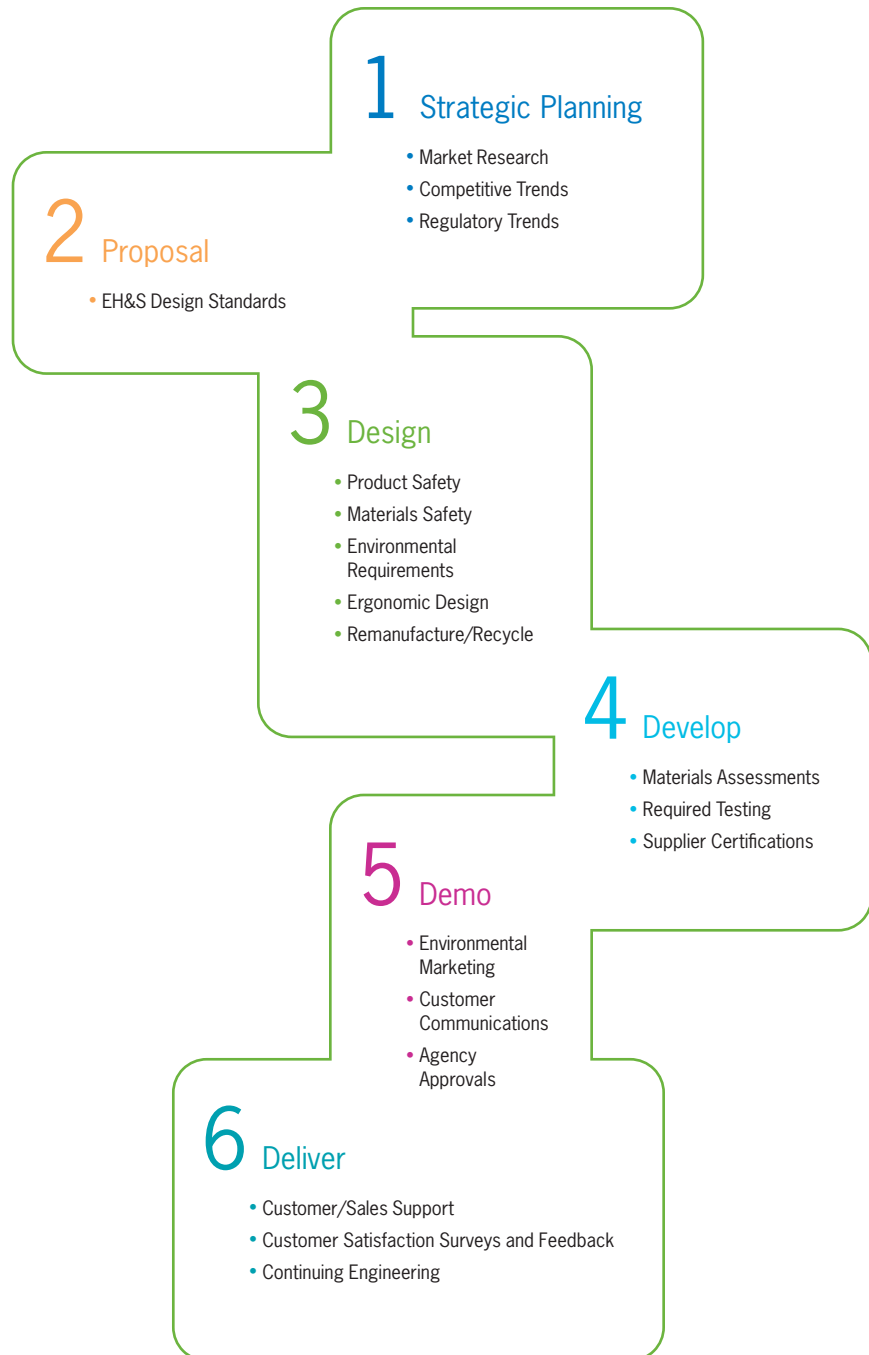 1 Strategic Planning
• Market Research
• Competitive Trends
• Regulatory Trends
2 Proposal
• EH&S Design Standards
3 Design
• Product Safety
• Materials Safety
• Environmental
Requirements
• Ergonomic Design
• Remanufacture/Recycle
4 Develop
• Materials Assessments
• Required Testing
• Supplier Certifications
5 Demo
• Environmental
Marketing
• Customer
Communications
• Agency
Approvals
6 Deliver
• Customer/Sales Support
• Customer Satisfaction Surveys and Feedback
• Continuing Engineering